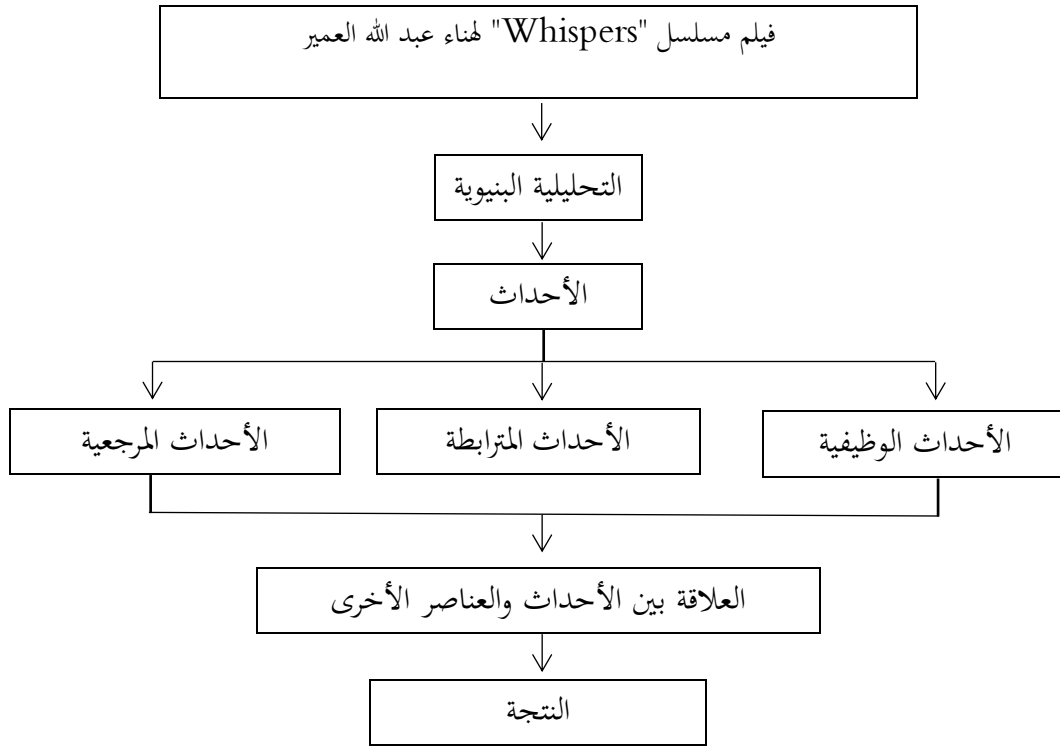 فيلم مسلسل "Whispers" لهناء عبد الله العمير
التحليلية البنيوية
الأحداث
الأحداث الوظيفية
الأحداث المترابطة
الأحداث المرجعية
العلاقة بين الأحداث والعناصر الأخرى
النتجة